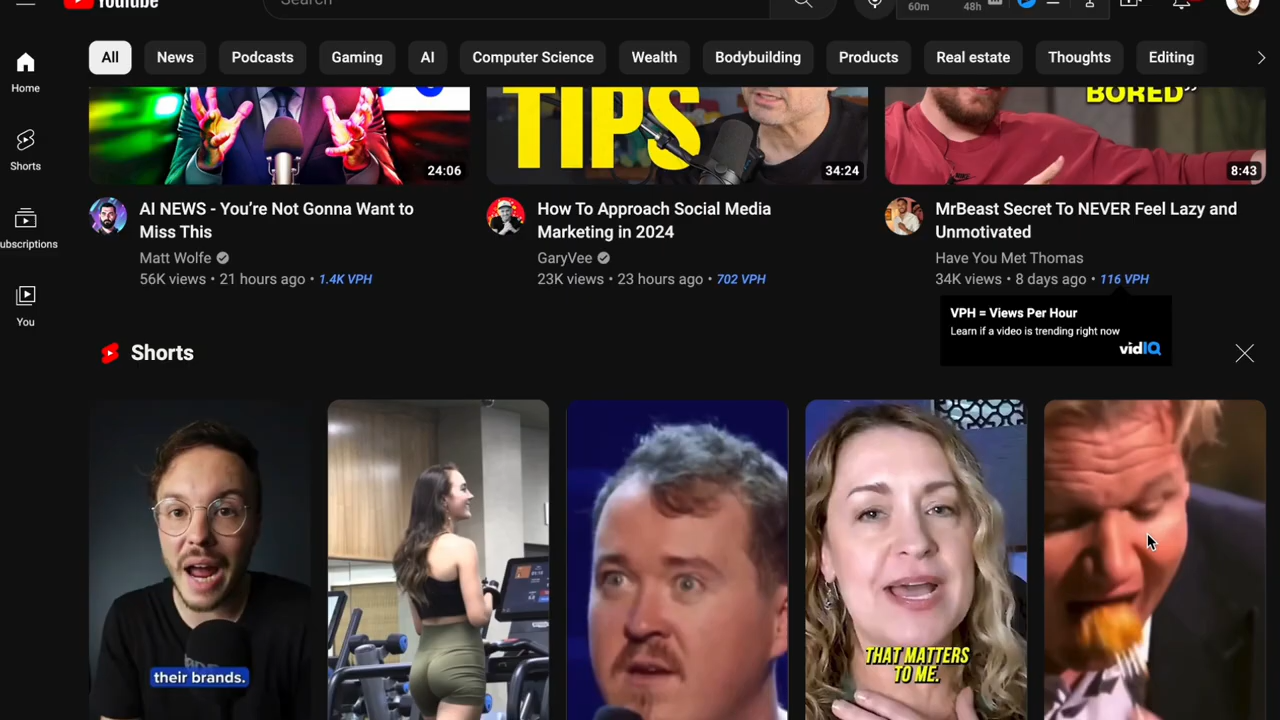 YouTube
Search
60m
48h
All
News
Podcasts
Gaming
AI
Computer Science
Wealth
Bodybuilding
Products
Real estate
Thoughts
Editing
Home
Shorts
ubscriptions
You
24:06
TIPS
34:24
BORED”
8:43
AI NEWS - You’re Not Gonna Want to
Miss This
Matt Wolfe
56K views • 21 hours ago • 1.4K VPH
How To Approach Social Media
Marketing in 2024
GaryVee
23K views • 23 hours ago • 702 VPH
MrBeast Secret To NEVER Feel Lazy and
Unmotivated
Have You Met Thomas
34K views • 8 days ago • 116 VPH
VPH = Views Per Hour
Learn if a video is trending right now
vidIQ
Shorts
their brands.
THAT MATTERS
TO ME.